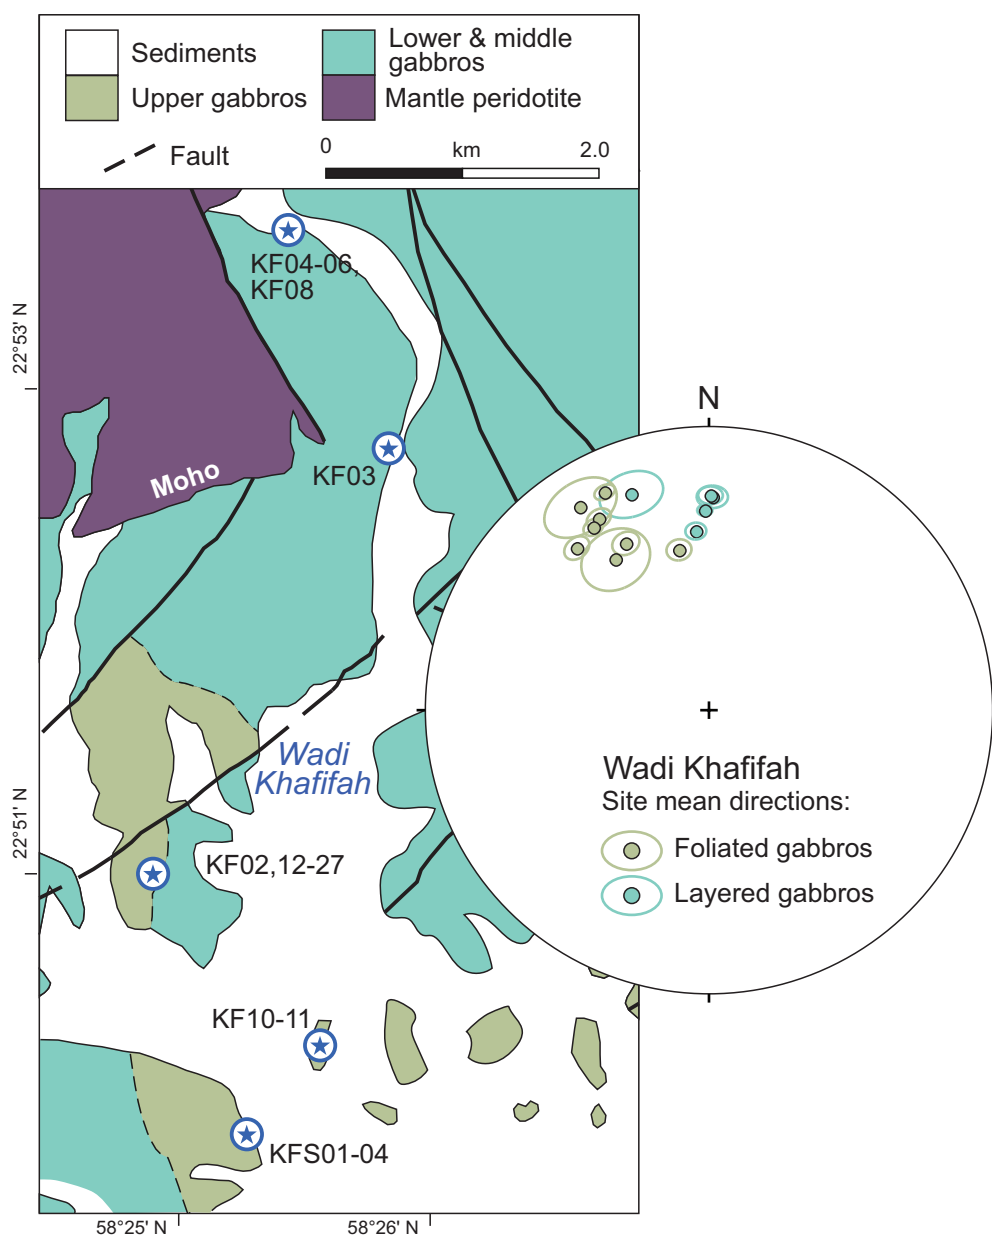 Sediments
Upper gabbros
Lower & middle
gabbros
Mantle peridotite
Fault
0 km 2.0
KF04-06,
KF08
22°53' N
KF03
Moho
N
Wadi
Khafifah
22°51' N
KF02,12-27
Wadi Khafifah
Site mean directions:
Foliated gabbros
Layered gabbros
KF10-11
KFS01-04
58°25' N
58°26' N